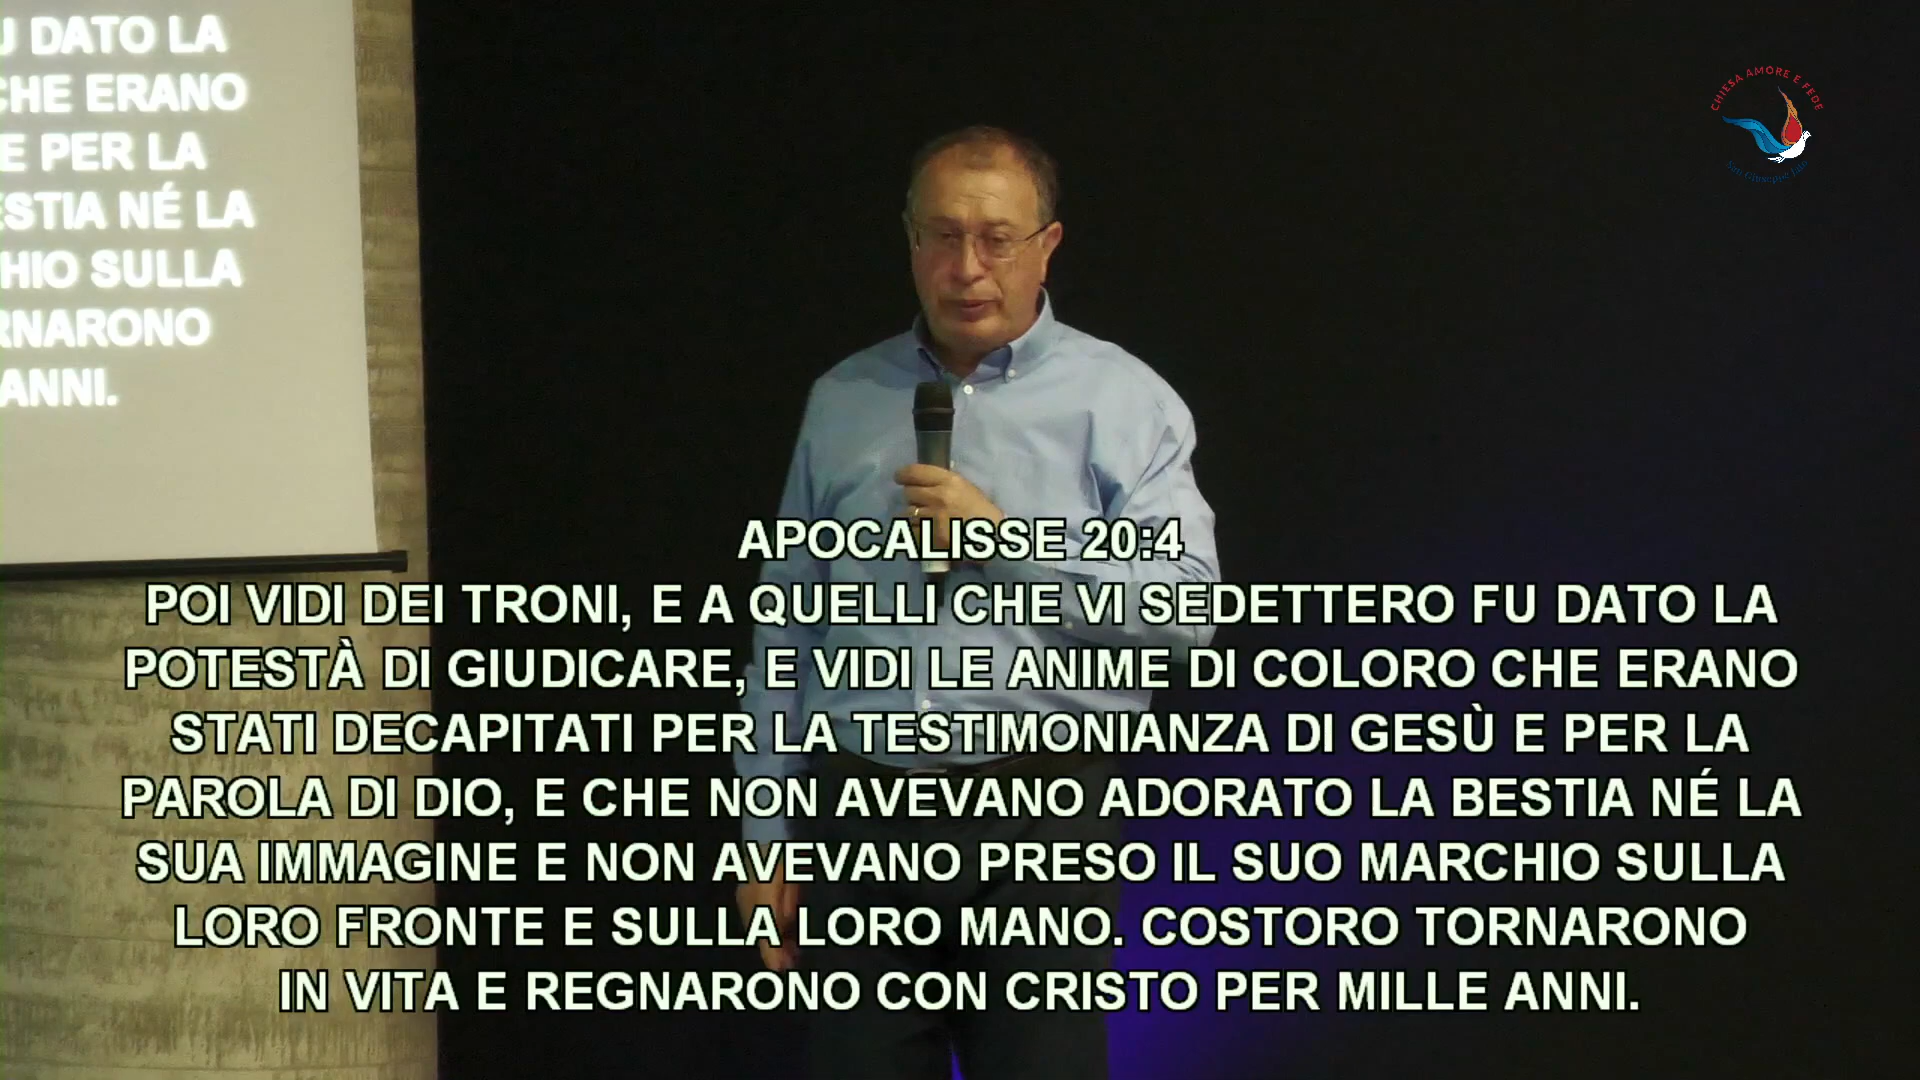 U DATO LA
CHE ERANO
E PER LA
ESTIA NÉ LA
HIO SULLA
RNARONO
ANNI.
CHIESA AMORE E FEDE
San Giuseppe Jato
APOCALISSE 20:4
POI VIDI DEI TRONI, E A QUELLI CHE VI SEDETTERO FU DATO LA
POTESTÀ DI GIUDICARE, E VIDI LE ANIME DI COLORO CHE ERANO
STATI DECAPITATI PER LA TESTIMONIANZA DI GESÙ E PER LA
PAROLA DI DIO, E CHE NON AVEVANO ADORATO LA BESTIA NÉ LA
SUA IMMAGINE E NON AVEVANO PRESO IL SUO MARCHIO SULLA
LORO FRONTE E SULLA LORO MANO. COSTORO TORNARONO
IN VITA E REGNARONO CON CRISTO PER MILLE ANNI.